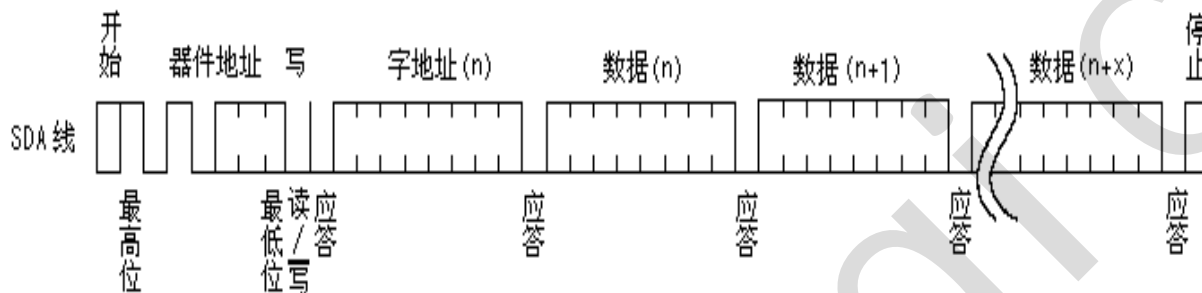 开始
器件地址 写
字地址(n)
数据(n)
数据(n+1)
数据(n+x)
停止
SDA线
最高位
最低位
读/写
应答
应答
应答
应答
应答